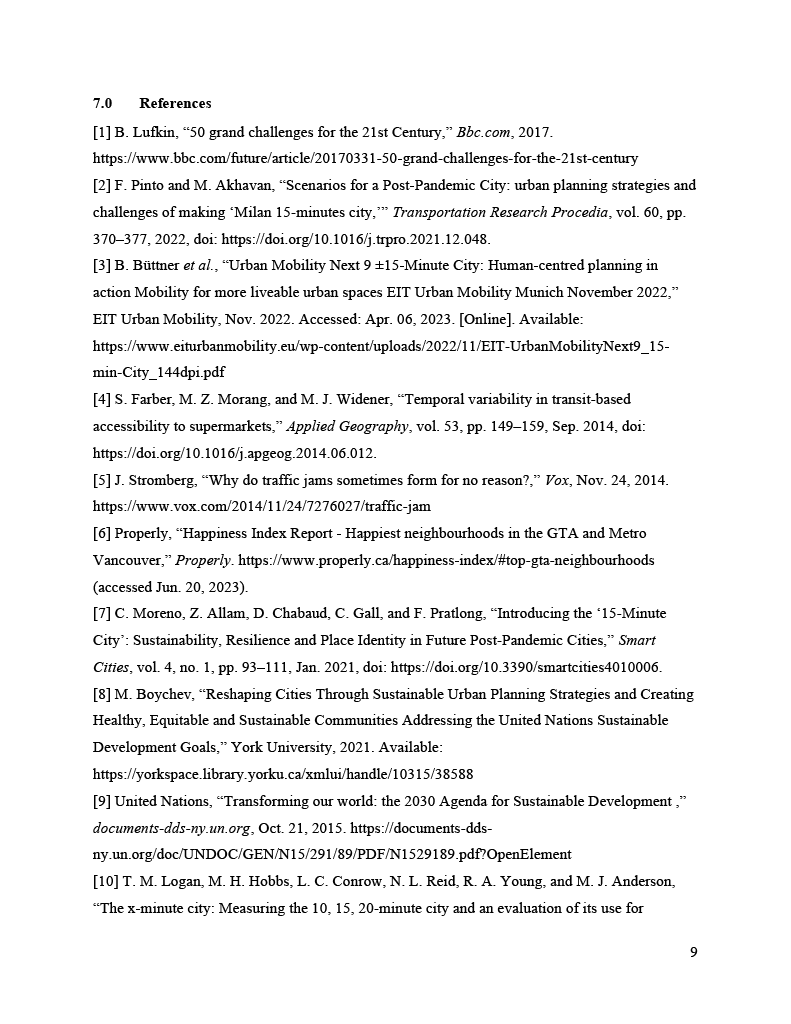 7.0 References
[1] B. Lufkin, “50 grand challenges for the 21st Century,” Bbc.com, 2017.
https://www.bbc.com/future/article/20170331-50-grand-challenges-for-the-21st-century
[2] F. Pinto and M. Akhavan, “Scenarios for a Post-Pandemic City: urban planning strategies and
challenges of making ‘Milan 15-minutes city,’” Transportation Research Procedia, vol. 60, pp.
370–377, 2022, doi: https://doi.org/10.1016/j.trpro.2021.12.048.
[3] B. Büttner et al., “Urban Mobility Next 9 ±15-Minute City: Human-centred planning in
action Mobility for more liveable urban spaces EIT Urban Mobility Munich November 2022,”
EIT Urban Mobility, Nov. 2022. Accessed: Apr. 06, 2023. [Online]. Available:
https://www.eiturbanmobility.eu/wp-content/uploads/2022/11/EIT-UrbanMobilityNext9_15-
min-City_144dpi.pdf
[4] S. Farber, M. Z. Morang, and M. J. Widener, “Temporal variability in transit-based
accessibility to supermarkets,” Applied Geography, vol. 53, pp. 149–159, Sep. 2014, doi:
https://doi.org/10.1016/j.apgeog.2014.06.012.
[5] J. Stromberg, “Why do traffic jams sometimes form for no reason?,” Vox, Nov. 24, 2014.
https://www.vox.com/2014/11/24/7276027/traffic-jam
[6] Properly, “Happiness Index Report - Happiest neighbourhoods in the GTA and Metro
Vancouver,” Properly. https://www.properly.ca/happiness-index/#top-gta-neighbourhoods
(accessed Jun. 20, 2023).
[7] C. Moreno, Z. Allam, D. Chabaud, C. Gall, and F. Pratlong, “Introducing the ‘15-Minute
City’: Sustainability, Resilience and Place Identity in Future Post-Pandemic Cities,” Smart
Cities, vol. 4, no. 1, pp. 93–111, Jan. 2021, doi: https://doi.org/10.3390/smartcities4010006.
[8] M. Boychev, “Reshaping Cities Through Sustainable Urban Planning Strategies and Creating
Healthy, Equitable and Sustainable Communities Addressing the United Nations Sustainable
Development Goals,” York University, 2021. Available:
https://yorkspace.library.yorku.ca/xmlui/handle/10315/38588
[9] United Nations, “Transforming our world: the 2030 Agenda for Sustainable Development ,”
documents-dds-ny.un.org, Oct. 21, 2015. https://documents-dds-
ny.un.org/doc/UNDOC/GEN/N15/291/89/PDF/N1529189.pdf?OpenElement
[10] T. M. Logan, M. H. Hobbs, L. C. Conrow, N. L. Reid, R. A. Young, and M. J. Anderson,
“The x-minute city: Measuring the 10, 15, 20-minute city and an evaluation of its use for
9